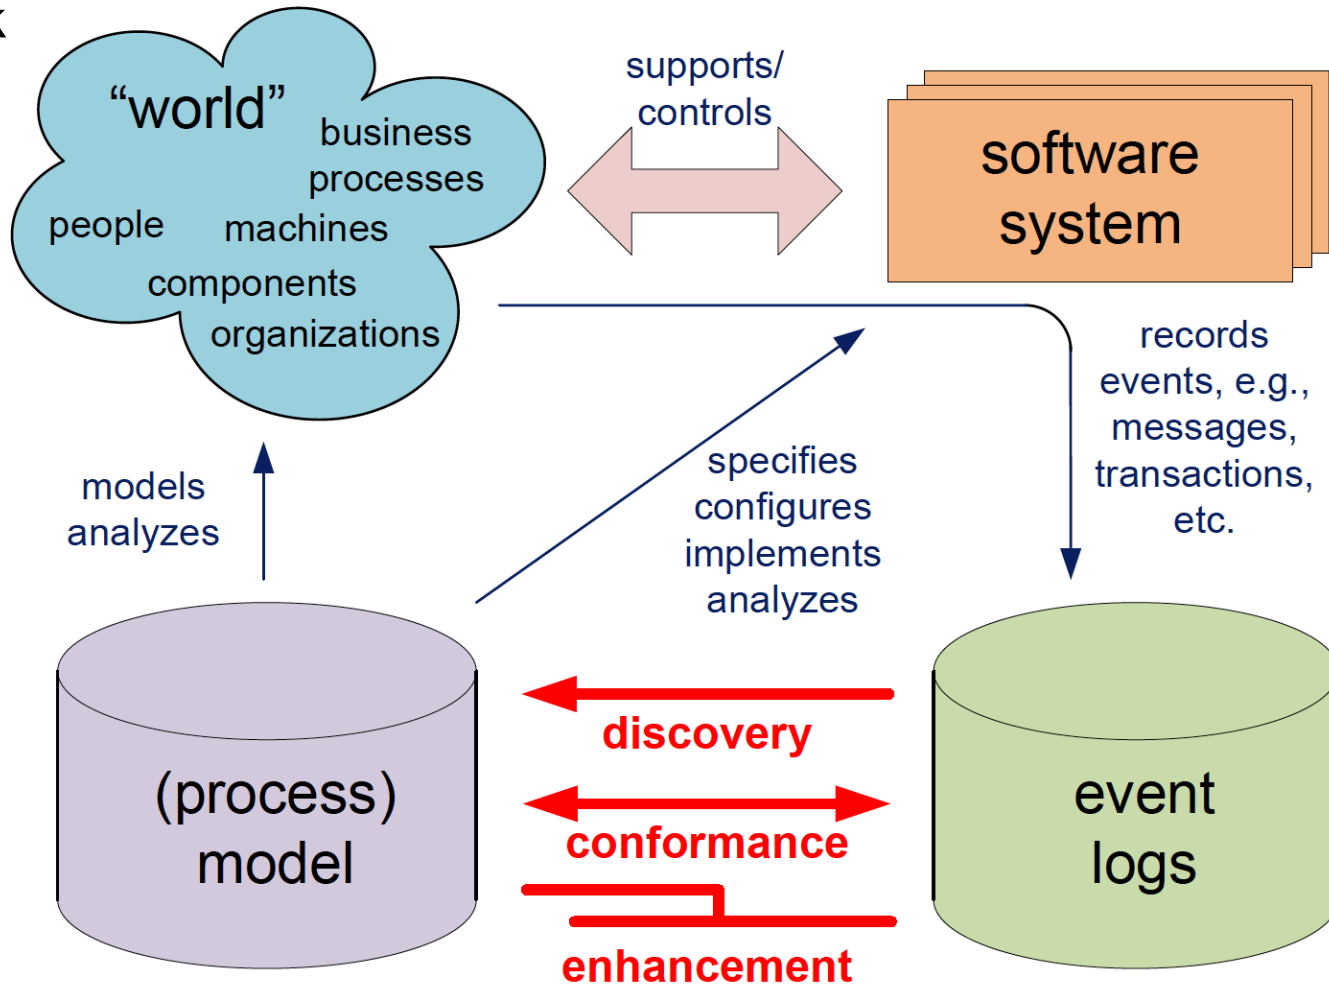 “world”
business
processes
people
machines
components
organizations
supports/
controls
software
system
records
events, e.g.,
messages,
transactions,
etc.
models
analyzes
specifies
configures
implements
analyzes
(process)
model
discovery
conformance
enhancement
event
logs